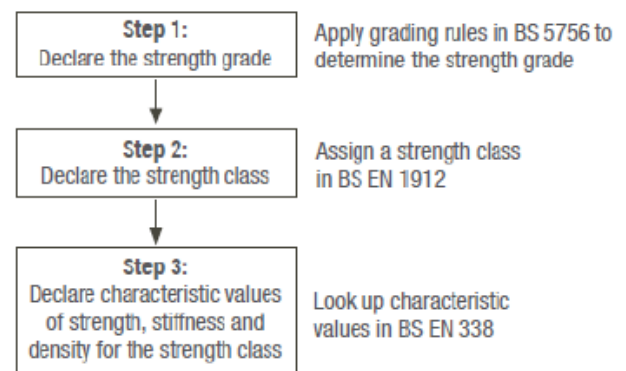 Step 1:
Declare the strength grade
Apply grading rules in BS 5756 to
determine the strength grade
Step 2:
Declare the strength class
Assign a strength class
in BS EN 1912
Step 3:
Declare characteristic values
of strength, stiffness and
density for the strength class
Look up characteristic
values in BS EN 338